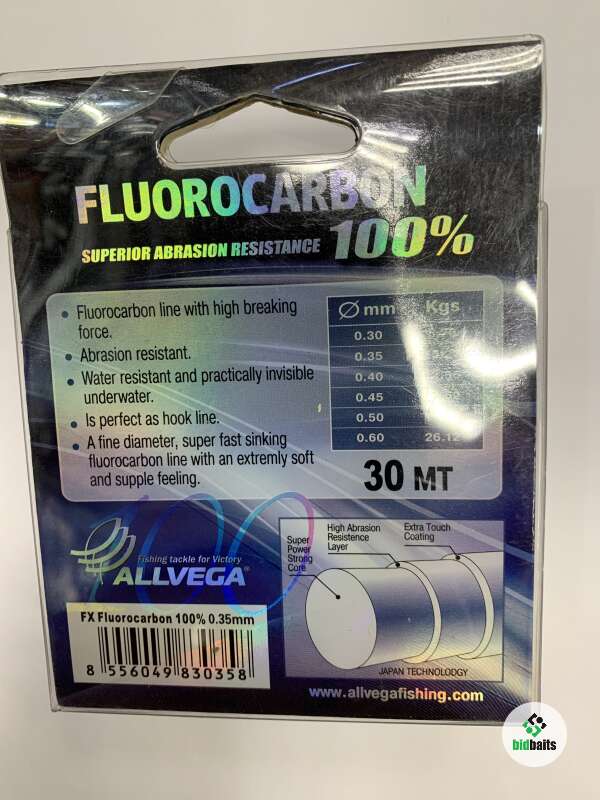 FLUOROCARBON
SUPERIOR ABRASION RESISTANCE 100%
• Fluorocarbon line with high breaking
force.
• Abrasion resistant.
• Water resistant and practically invisible
underwater.
• Is perfect as hook line.
• A fine diameter, super fast sinking
fluorocarbon line with an extremly soft
and supple feeling.
Ø mm Kgs
0.30
0.35
0.40
0.45
0.50
0.60 26.12
30 MT
100
Fishing tackle for Victory
ALLVEGA®
FX Fluorocarbon 100% 0.35mm
8 556049 830358
Super
Power
Strong
Core
High Abrasion
Resistence
Layer
Extra Touch
Coating
JAPAN TECHNOLODGY
www.allvegafishing.com
bidbaits